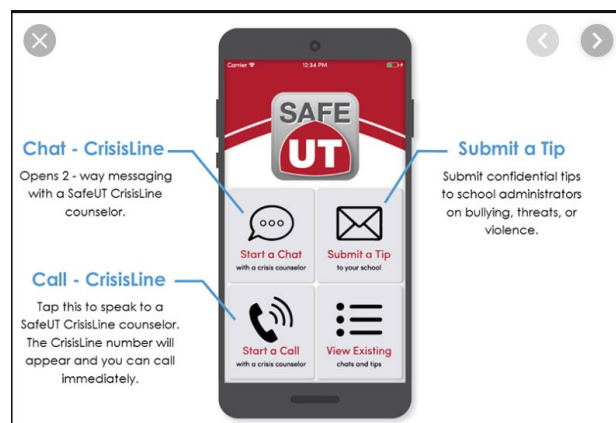 Carrier
12:34 PM
SAFE
UT
Chat - CrisisLine
Opens 2 - way messaging
with a SafeUT CrisisLine
counselor.
Submit a Tip
Submit confidential tips
to school administrators
on bullying, threats, or
violence.
Start a Chat
with a crisis counselor
Submit a Tip
to your school
Call - CrisisLine
Tap this to speak to a
SafeUT CrisisLine counselor.
The CrisisLine number will
appear and you can call
immediately.
Start a Call
with a crisis counselor
View Existing
chats and tips